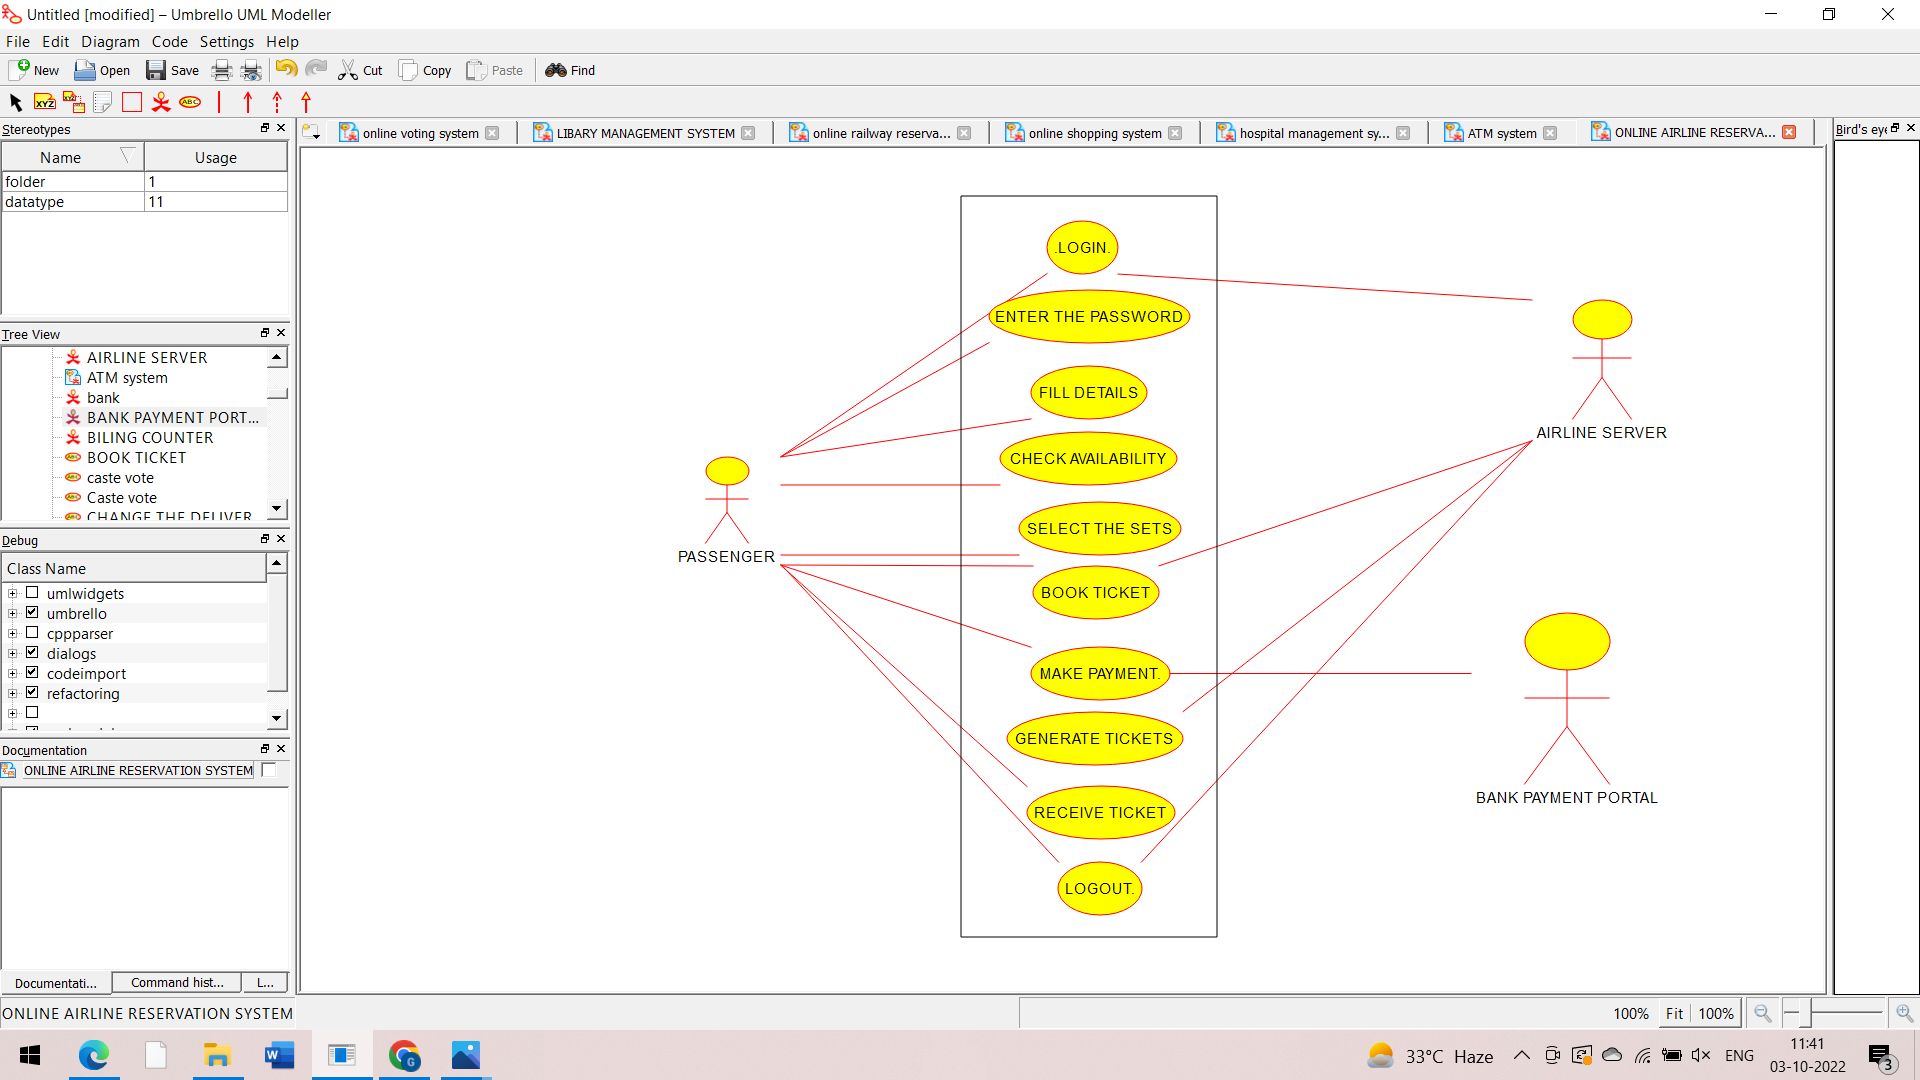 Untitled [modified] – Umbrello UML Modeller
File Edit Diagram Code Settings Help
New Open Save Cut Copy Paste Find
XYZ XYZ ABC
Stereotypes
Name Usage
folder 1
datatype 11
Tree View
AIRLINE SERVER
ATM system
bank
BANK PAYMENT PORT...
BILING COUNTER
BOOK TICKET
caste vote
Caste vote
CHANGE THE DELIVER
Debug
Class Name
umlwidgets
umbrello
cppparser
dialogs
codeimport
refactoring
Documentation
ONLINE AIRLINE RESERVATION SYSTEM
Documentati... Command hist... L...
online voting system LIBARY MANAGEMENT SYSTEM online railway reserva... online shopping system hospital management sy... ATM system ONLINE AIRLINE RESERVA...
Bird's eye
.LOGIN.
ENTER THE PASSWORD
FILL DETAILS
CHECK AVAILABILITY
SELECT THE SETS
BOOK TICKET
MAKE PAYMENT.
GENERATE TICKETS
RECEIVE TICKET
LOGOUT.
PASSENGER
AIRLINE SERVER
BANK PAYMENT PORTAL
ONLINE AIRLINE RESERVATION SYSTEM
100% Fit 100%
33°C Haze ENG 11:41
03-10-2022 3